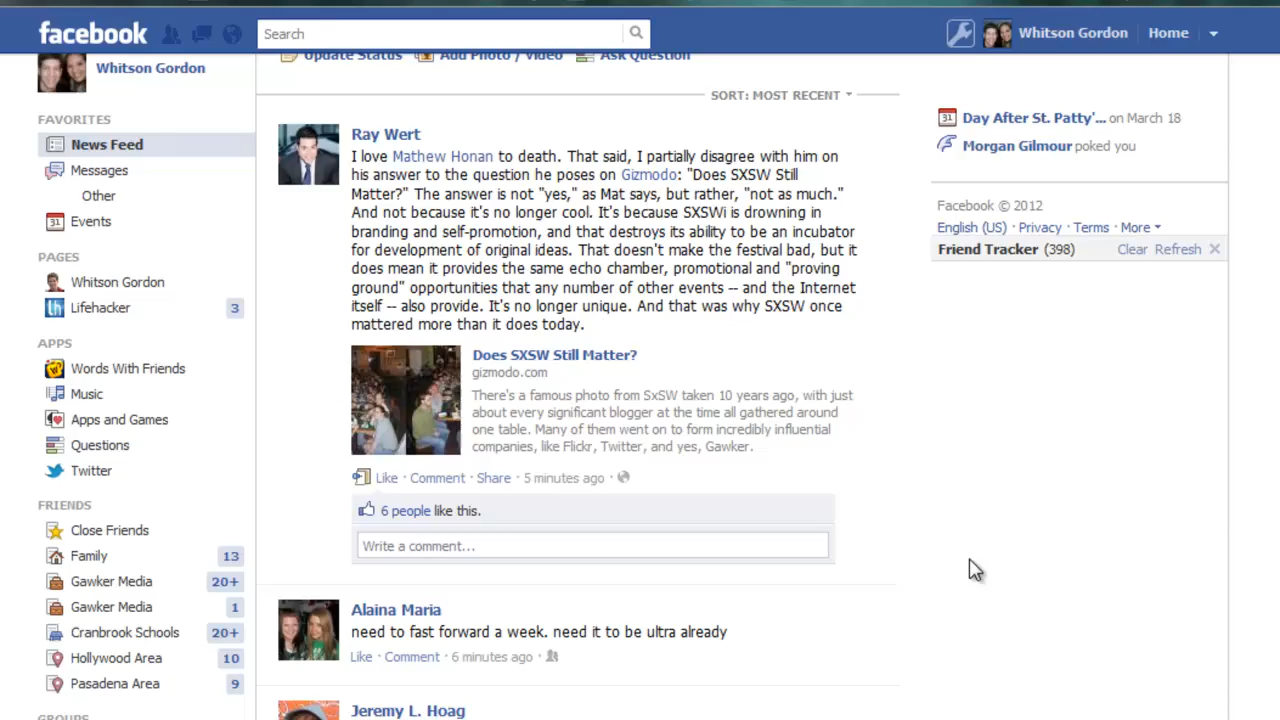 facebook
Search
Whitson Gordon
Home
Whitson Gordon
FAVORITES
News Feed
Messages
Other
31 Events
PAGES
Whitson Gordon
Lifehacker 3
APPS
Words With Friends
Music
Apps and Games
Questions
Twitter
FRIENDS
Close Friends
Family 13
Gawker Media 20+
Gawker Media 1
Cranbrook Schools 20+
Hollywood Area 10
Pasadena Area 9
GROUPS
Update Status Add Photo / Video Ask Question
SORT: MOST RECENT
Ray Wert
I love Mathew Honan to death. That said, I partially disagree with him on
his answer to the question he poses on Gizmodo: "Does SXSW Still
Matter?" The answer is not "yes," as Mat says, but rather, "not as much."
And not because it's no longer cool. It's because SXSWi is drowning in
branding and self-promotion, and that destroys its ability to be an incubator
for development of original ideas. That doesn't make the festival bad, but it
does mean it provides the same echo chamber, promotional and "proving
ground" opportunities that any number of other events -- and the Internet
itself -- also provide. It's no longer unique. And that was why SXSW once
mattered more than it does today.
Does SXSW Still Matter?
gizmodo.com
There's a famous photo from SxSW taken 10 years ago, with just
about every significant blogger at the time all gathered around
one table. Many of them went on to form incredibly influential
companies, like Flickr, Twitter, and yes, Gawker.
Like · Comment · Share · 5 minutes ago ·
6 people like this.
Write a comment...
Alaina Maria
need to fast forward a week. need it to be ultra already
Like · Comment · 6 minutes ago ·
Jeremy L. Hoag
31 Day After St. Patty'... on March 18
Morgan Gilmour poked you
Facebook © 2012
English (US) · Privacy · Terms · More
Friend Tracker (398) Clear Refresh